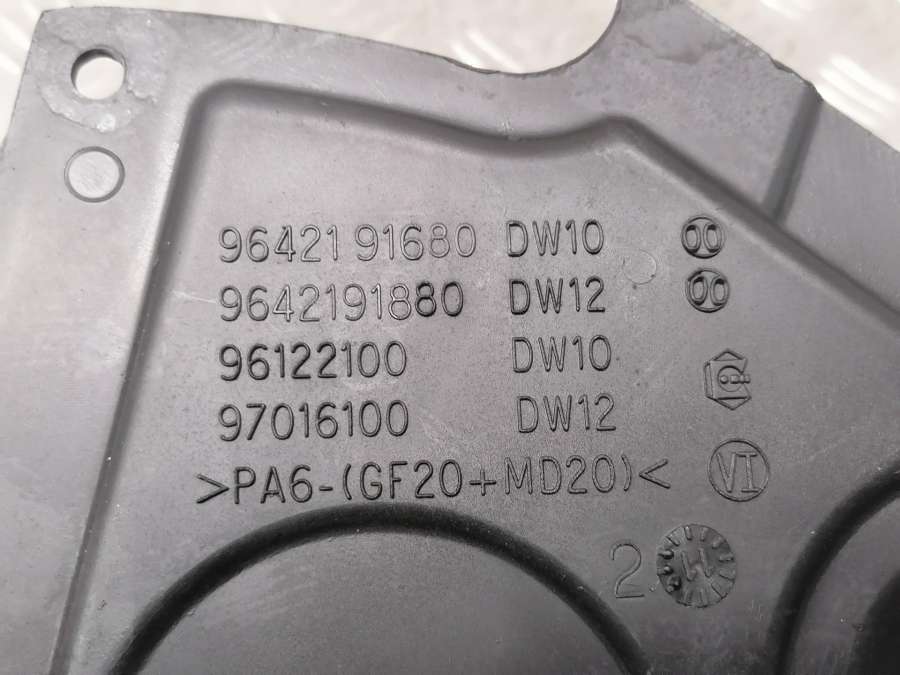 9642191680 DW10
9642191880 DW12
96122100 DW10
97016100 DW12
>PA6-(GF20+MD20)<
VI
2